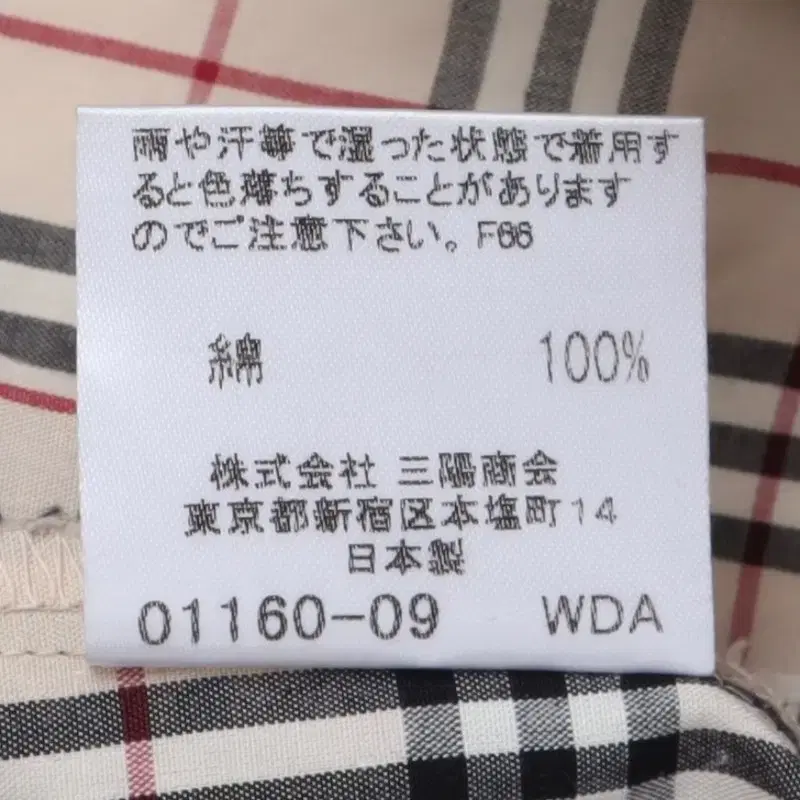 雨や汗等で湿った状態で着用す
ると色落ちすることがあります
のでご注意下さい。F66
綿 100%
株式会社 三陽商会
東京都新宿区本塩町14
日本製
01160-09 WDA